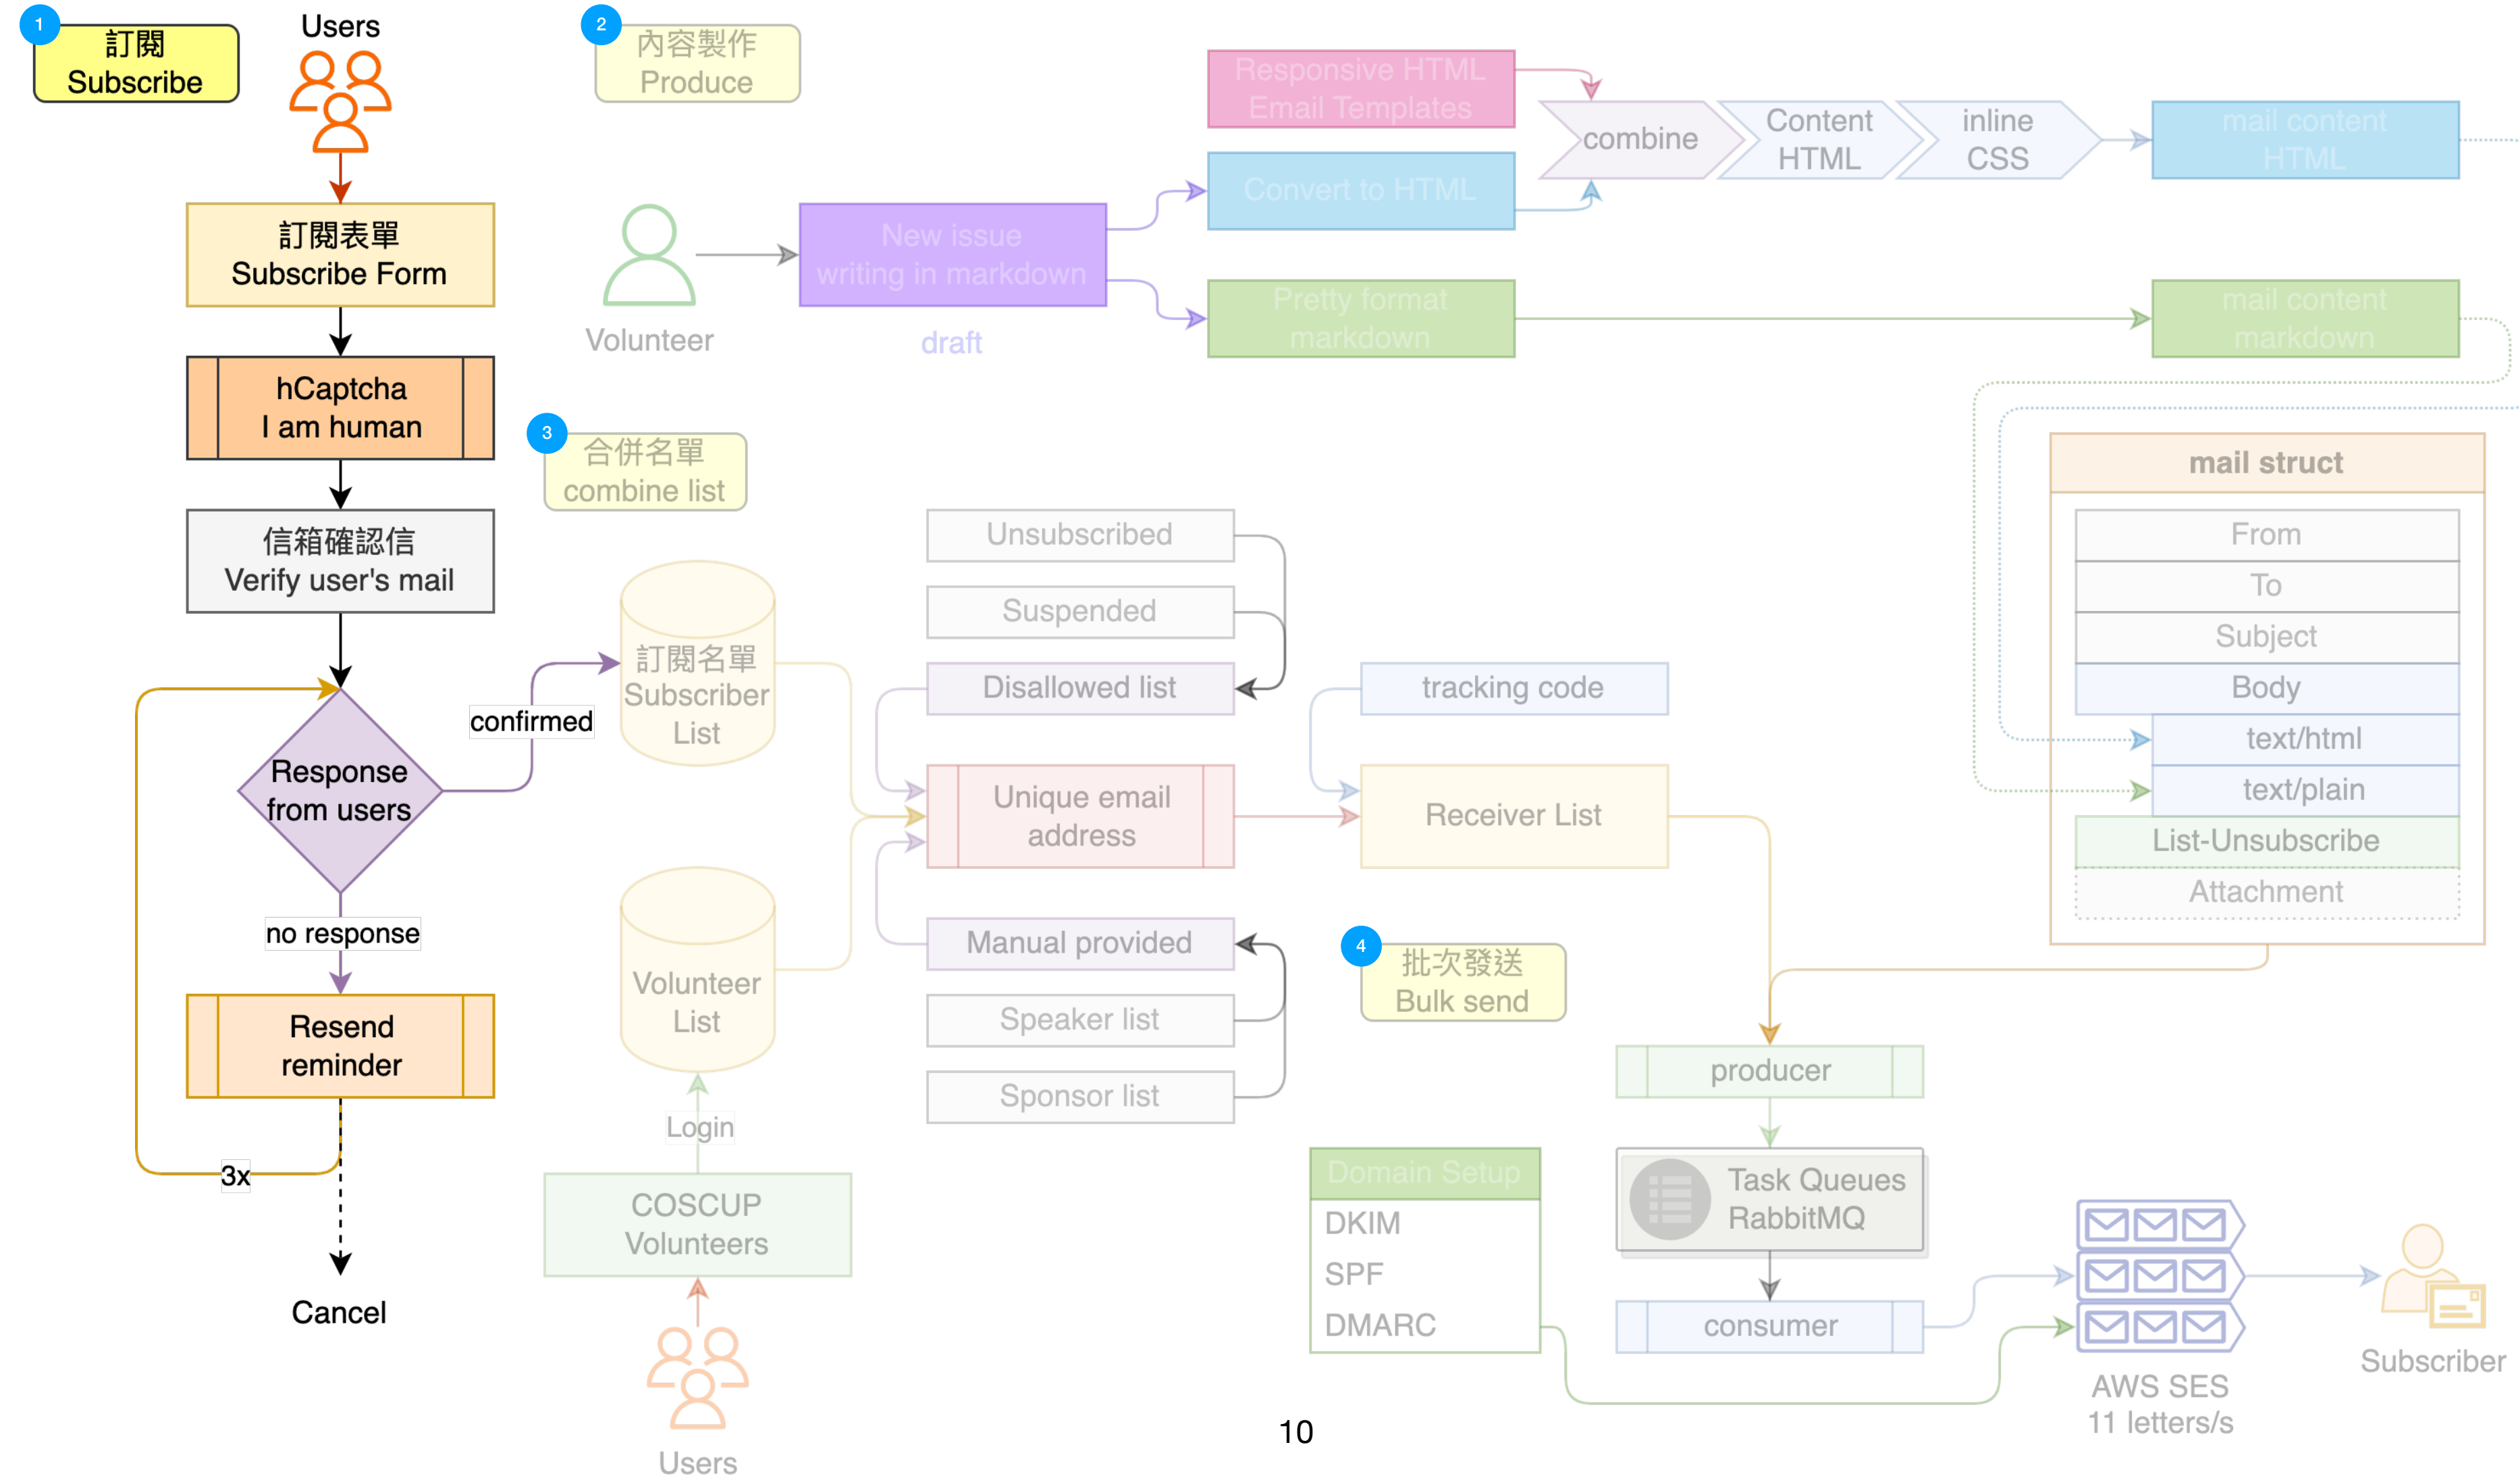 1
訂閱
Subscribe
Users
訂閱表單
Subscribe Form
hCaptcha
I am human
信箱確認信
Verify user's mail
Response
from users
confirmed
no response
Resend
reminder
3x
Cancel
2
內容製作
Produce
Volunteer
New issue
writing in markdown
draft
Responsive HTML
Email Templates
Convert to HTML
Pretty format
markdown
combine
Content
HTML
inline
CSS
mail content
HTML
mail content
markdown
3
合併名單
combine list
訂閱名單
Subscriber
List
Volunteer
List
Login
COSCUP
Volunteers
Users
Unsubscribed
Suspended
Disallowed list
Unique email
address
Manual provided
Speaker list
Sponsor list
tracking code
Receiver List
mail struct
From
To
Subject
Body
text/html
text/plain
List-Unsubscribe
Attachment
4
批次發送
Bulk send
producer
Task Queues
RabbitMQ
consumer
Domain Setup
DKIM
SPF
DMARC
AWS SES
11 letters/s
Subscriber
10